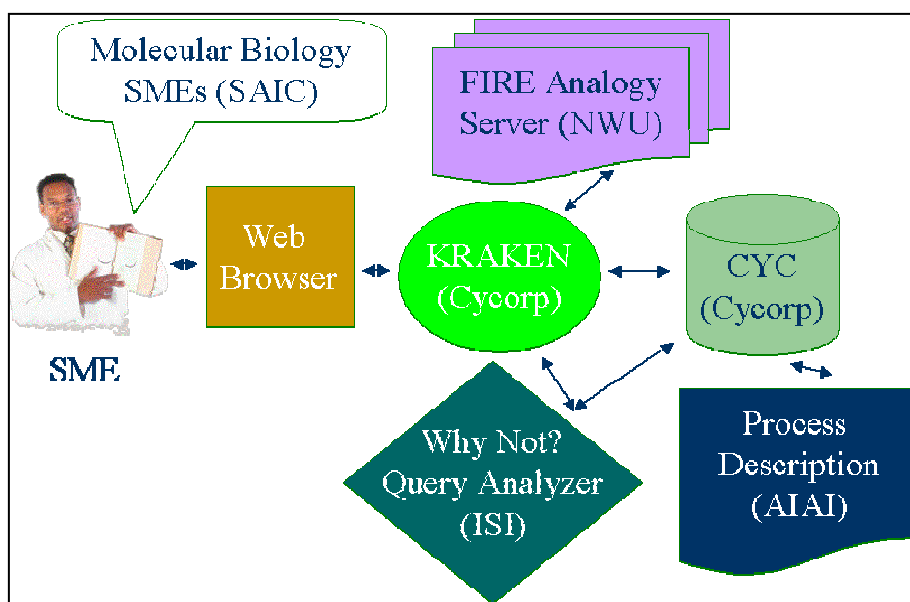 Molecular Biology
SMEs (SAIC)
FIRE Analogy
Server (NWU)
SME
Web
Browser
KRAKEN
(Cycorp)
CYC
(Cycorp)
Why Not?
Query Analyzer
(ISI)
Process
Description
(AIAI)